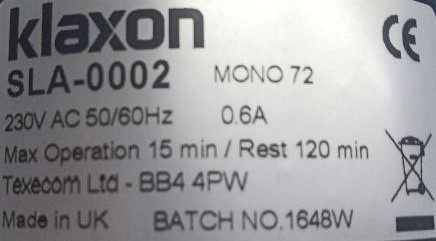 klaxon CE
SLA-0002 MONO 72
230V AC 50/60Hz 0.6A
Max Operation 15 min / Rest 120 min
Texecom Ltd - BB4 4PW
Made in UK BATCH NO.1648W